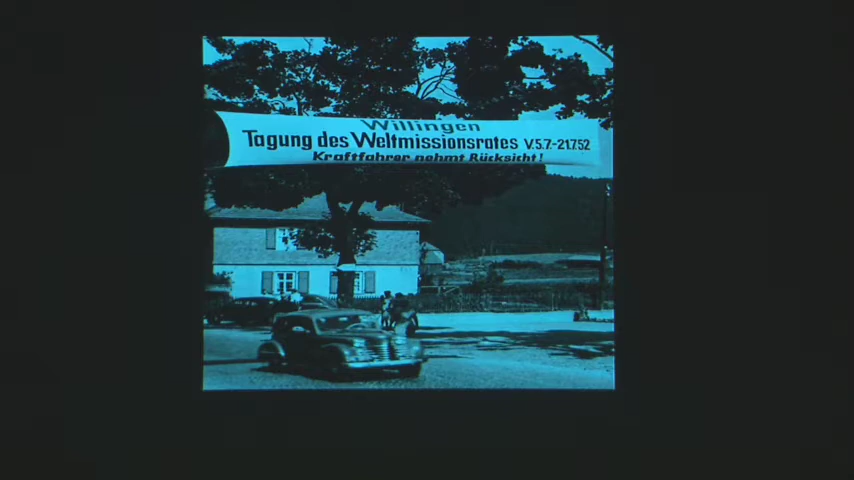 Willingen
Tagung des Weltmissionsrates v.5.7.-21.7.52
Kraftfahrer nehmt Rücksicht!